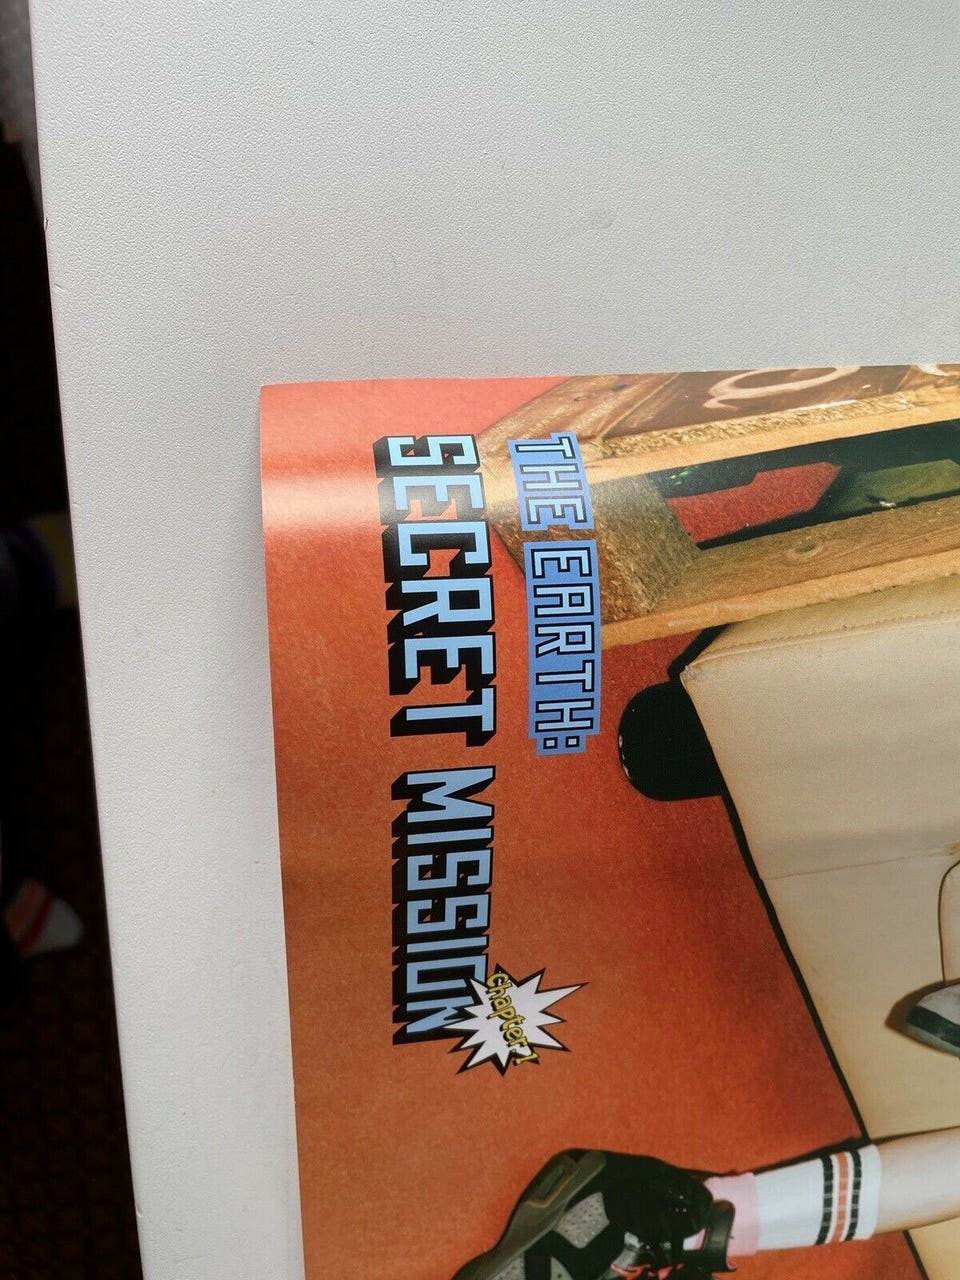 THE EARTH:
SECRET MISSION
Chapter.1